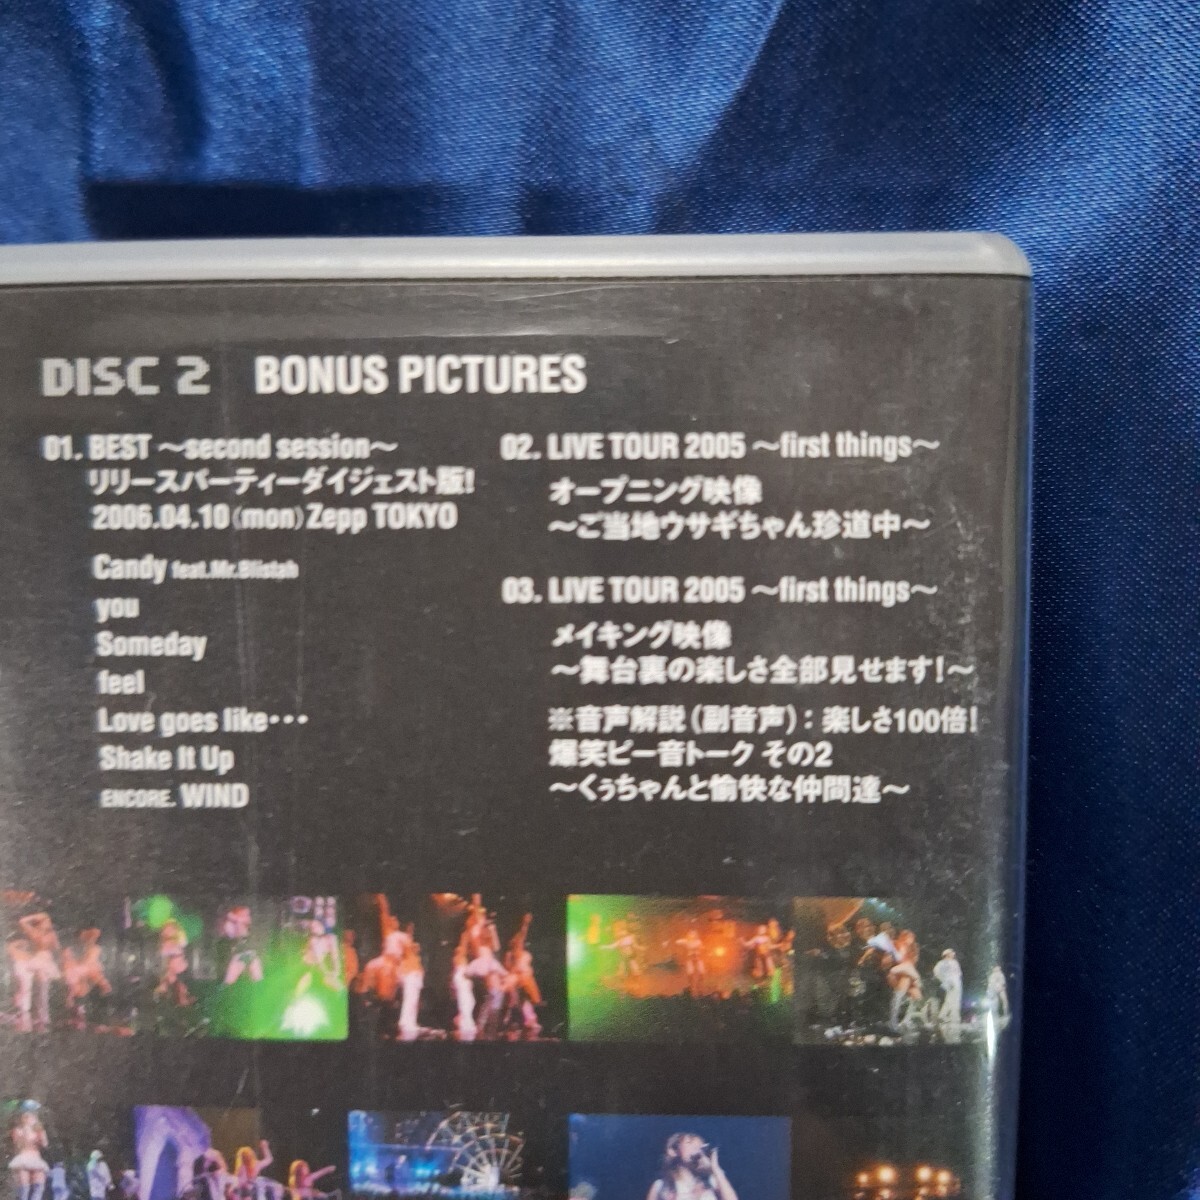 DISC 2 BONUS PICTURES
01. BEST ～second session～
リリースパーティーダイジェスト版!
2006.04.10(mon) Zepp TOKYO
Candy feat.Mr.Blistah
you
Someday
feel
Love goes like･･･
Shake It Up
ENCORE. WIND
02. LIVE TOUR 2005 ～first things～
オープニング映像
～ご当地ウサギちゃん珍道中～
03. LIVE TOUR 2005 ～first things～
メイキング映像
～舞台裏の楽しさ全部見せます!～
※音声解説(副音声)：楽しさ100倍!
爆笑ピー音トーク その2
～くぅちゃんと愉快な仲間達～